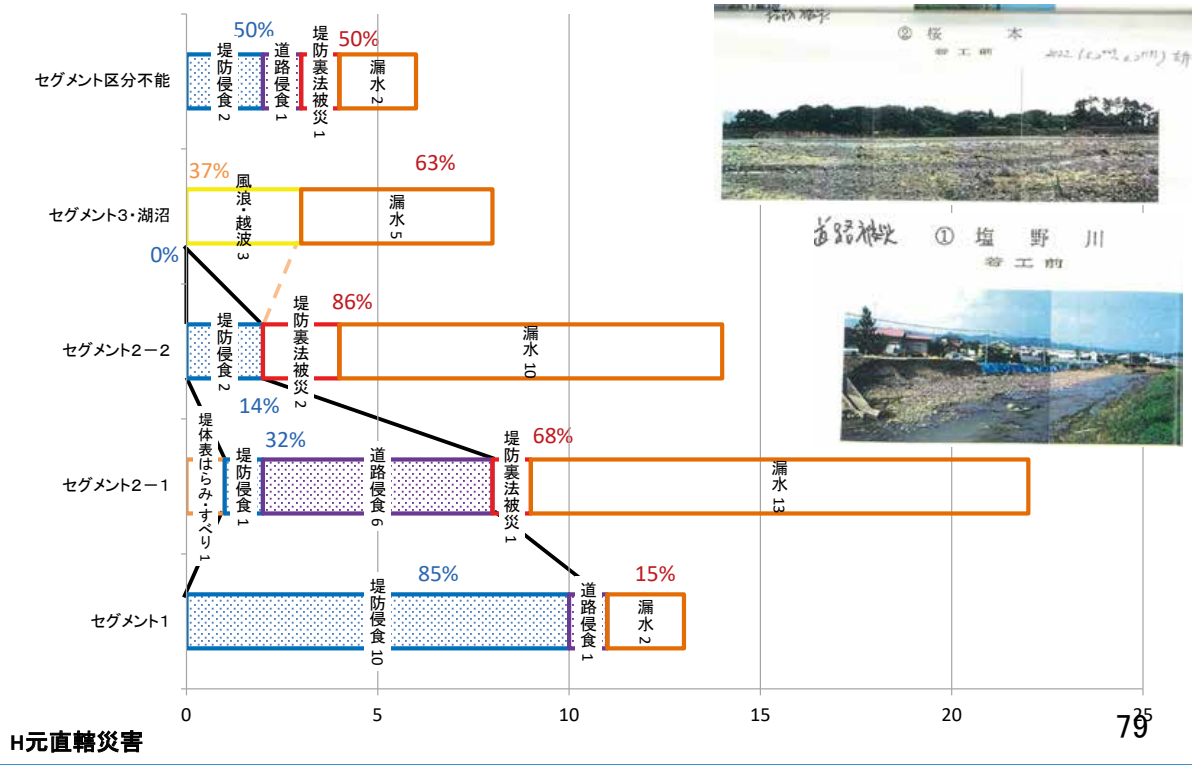 セグメント区分不能
50%
50%
堤防侵食 2
道路侵食 1
堤防裏法被災 1
漏水 2
セグメント3・湖沼
37%
63%
風浪・越波 3
漏水 5
0%
セグメント2－2
86%
堤防侵食 2
堤防裏法被災 2
漏水 10
14%
セグメント2－1
32%
68%
堤体表はらみ・すべり 1
堤防侵食 1
道路侵食 6
堤防裏法被災 1
漏水 13
セグメント1
85%
15%
堤防侵食 10
道路侵食 1
漏水 2
0
5
10
15
20
25
H元直轄災害
79
② 桜 本
着工前
道路被災 ① 塩 野 川
着工前